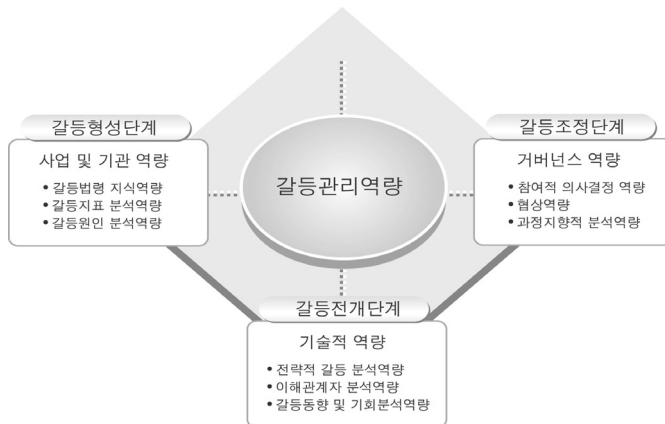 갈등형성단계
사업 및 기관 역량
• 갈등법령 지식역량
• 갈등지표 분석역량
• 갈등원인 분석역량
갈등관리역량
갈등조정단계
거버넌스 역량
• 참여적 의사결정 역량
• 협상역량
• 과정지향적 분석역량
갈등전개단계
기술적 역량
• 전략적 갈등 분석역량
• 이해관계자 분석역량
• 갈등동향 및 기회분석역량